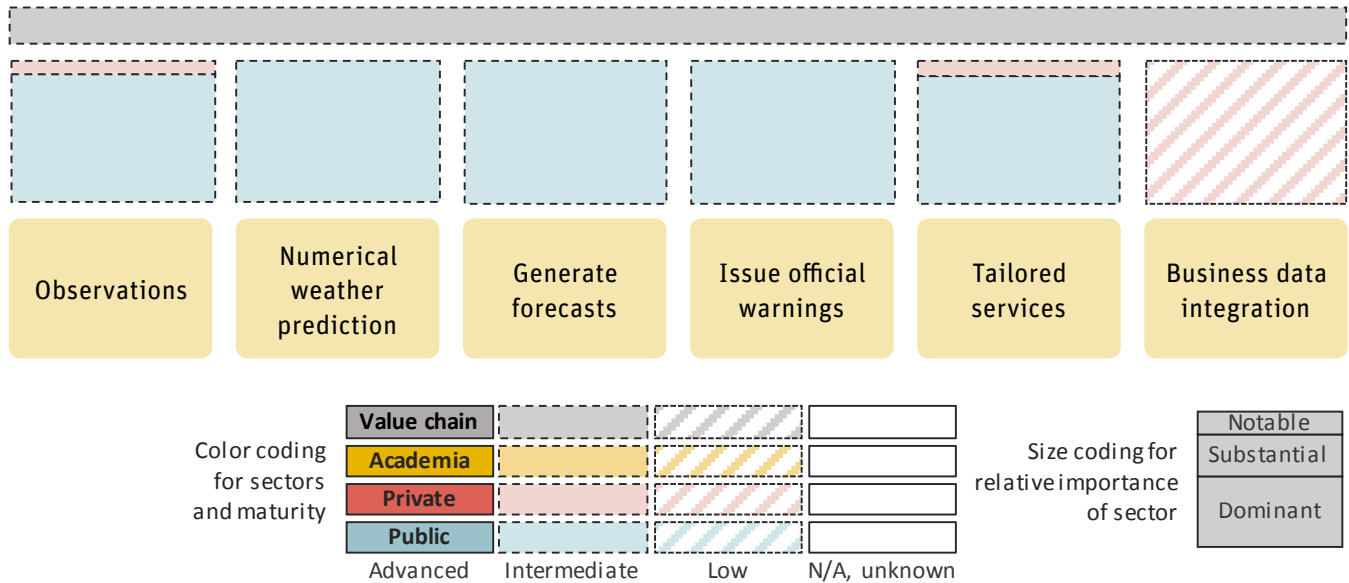 Observations
Numerical
weather
prediction
Generate
forecasts
Issue official
warnings
Tailored
services
Business data
integration
Color coding
for sectors
and maturity
Value chain
Academia
Private
Public
Advanced
Intermediate
Low
N/A, unknown
Size coding for
relative importance
of sector
Notable
Substantial
Dominant